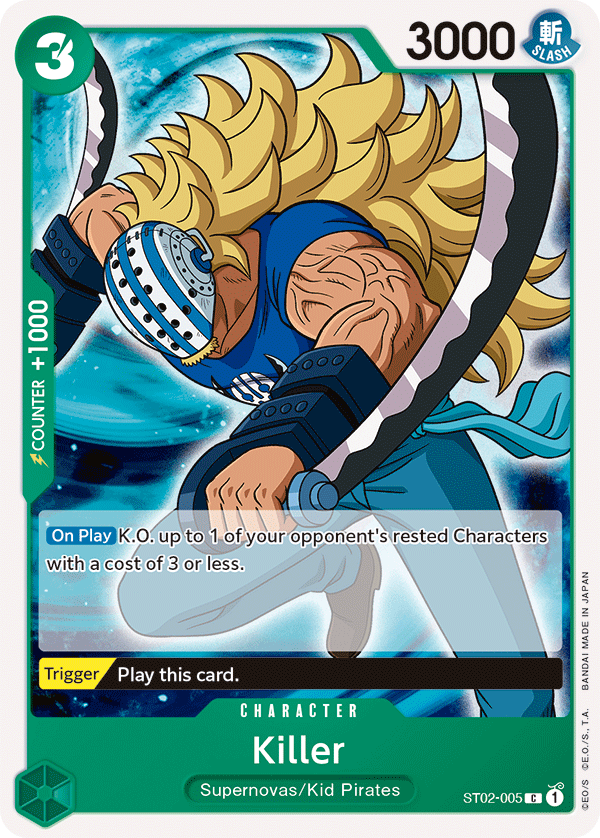 3
3000
斬
SLASH
COUNTER +1000
On Play K.O. up to 1 of your opponent's rested Characters
with a cost of 3 or less.
Trigger Play this card.
CHARACTER
Killer
Supernovas/Kid Pirates
ST02-005 C 1
©EO/S ©E.O./S., T.A. BANDAI MADE IN JAPAN